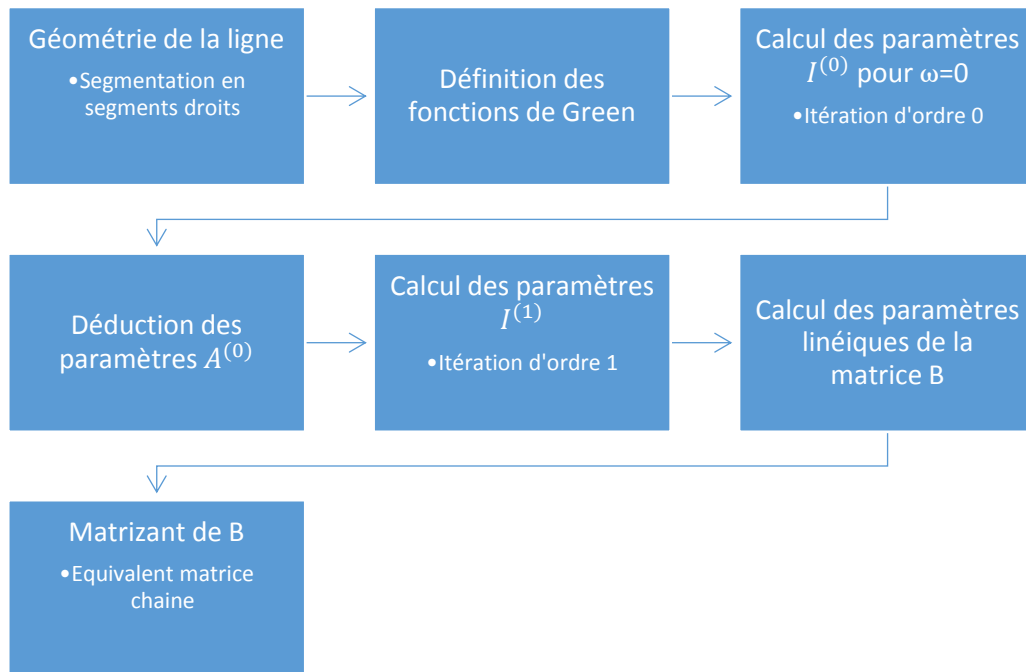 Géométrie de la ligne
•Segmentation en
segments droits
Définition des
fonctions de Green
Calcul des paramètres
I^{(0)} pour ω=0
•Itération d'ordre 0
Déduction des
paramètres A^{(0)}
Calcul des paramètres
I^{(1)}
•Itération d'ordre 1
Calcul des paramètres
linéiques de la
matrice B
Matrizant de B
•Equivalent matrice
chaine